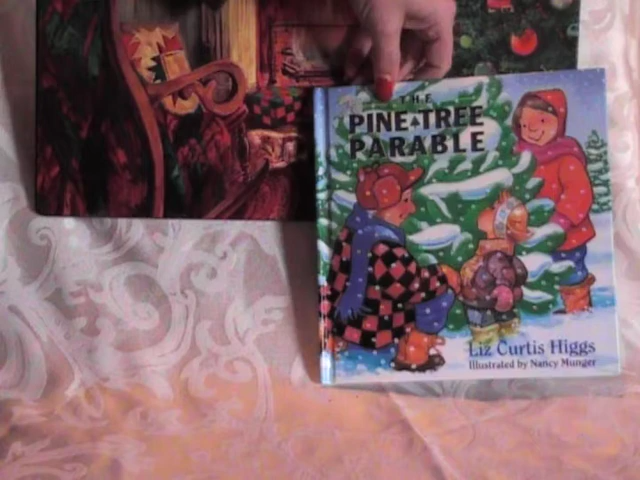 THE
PINE TREE
PARABLE
Liz Curtis Higgs
Illustrated by Nancy Munger